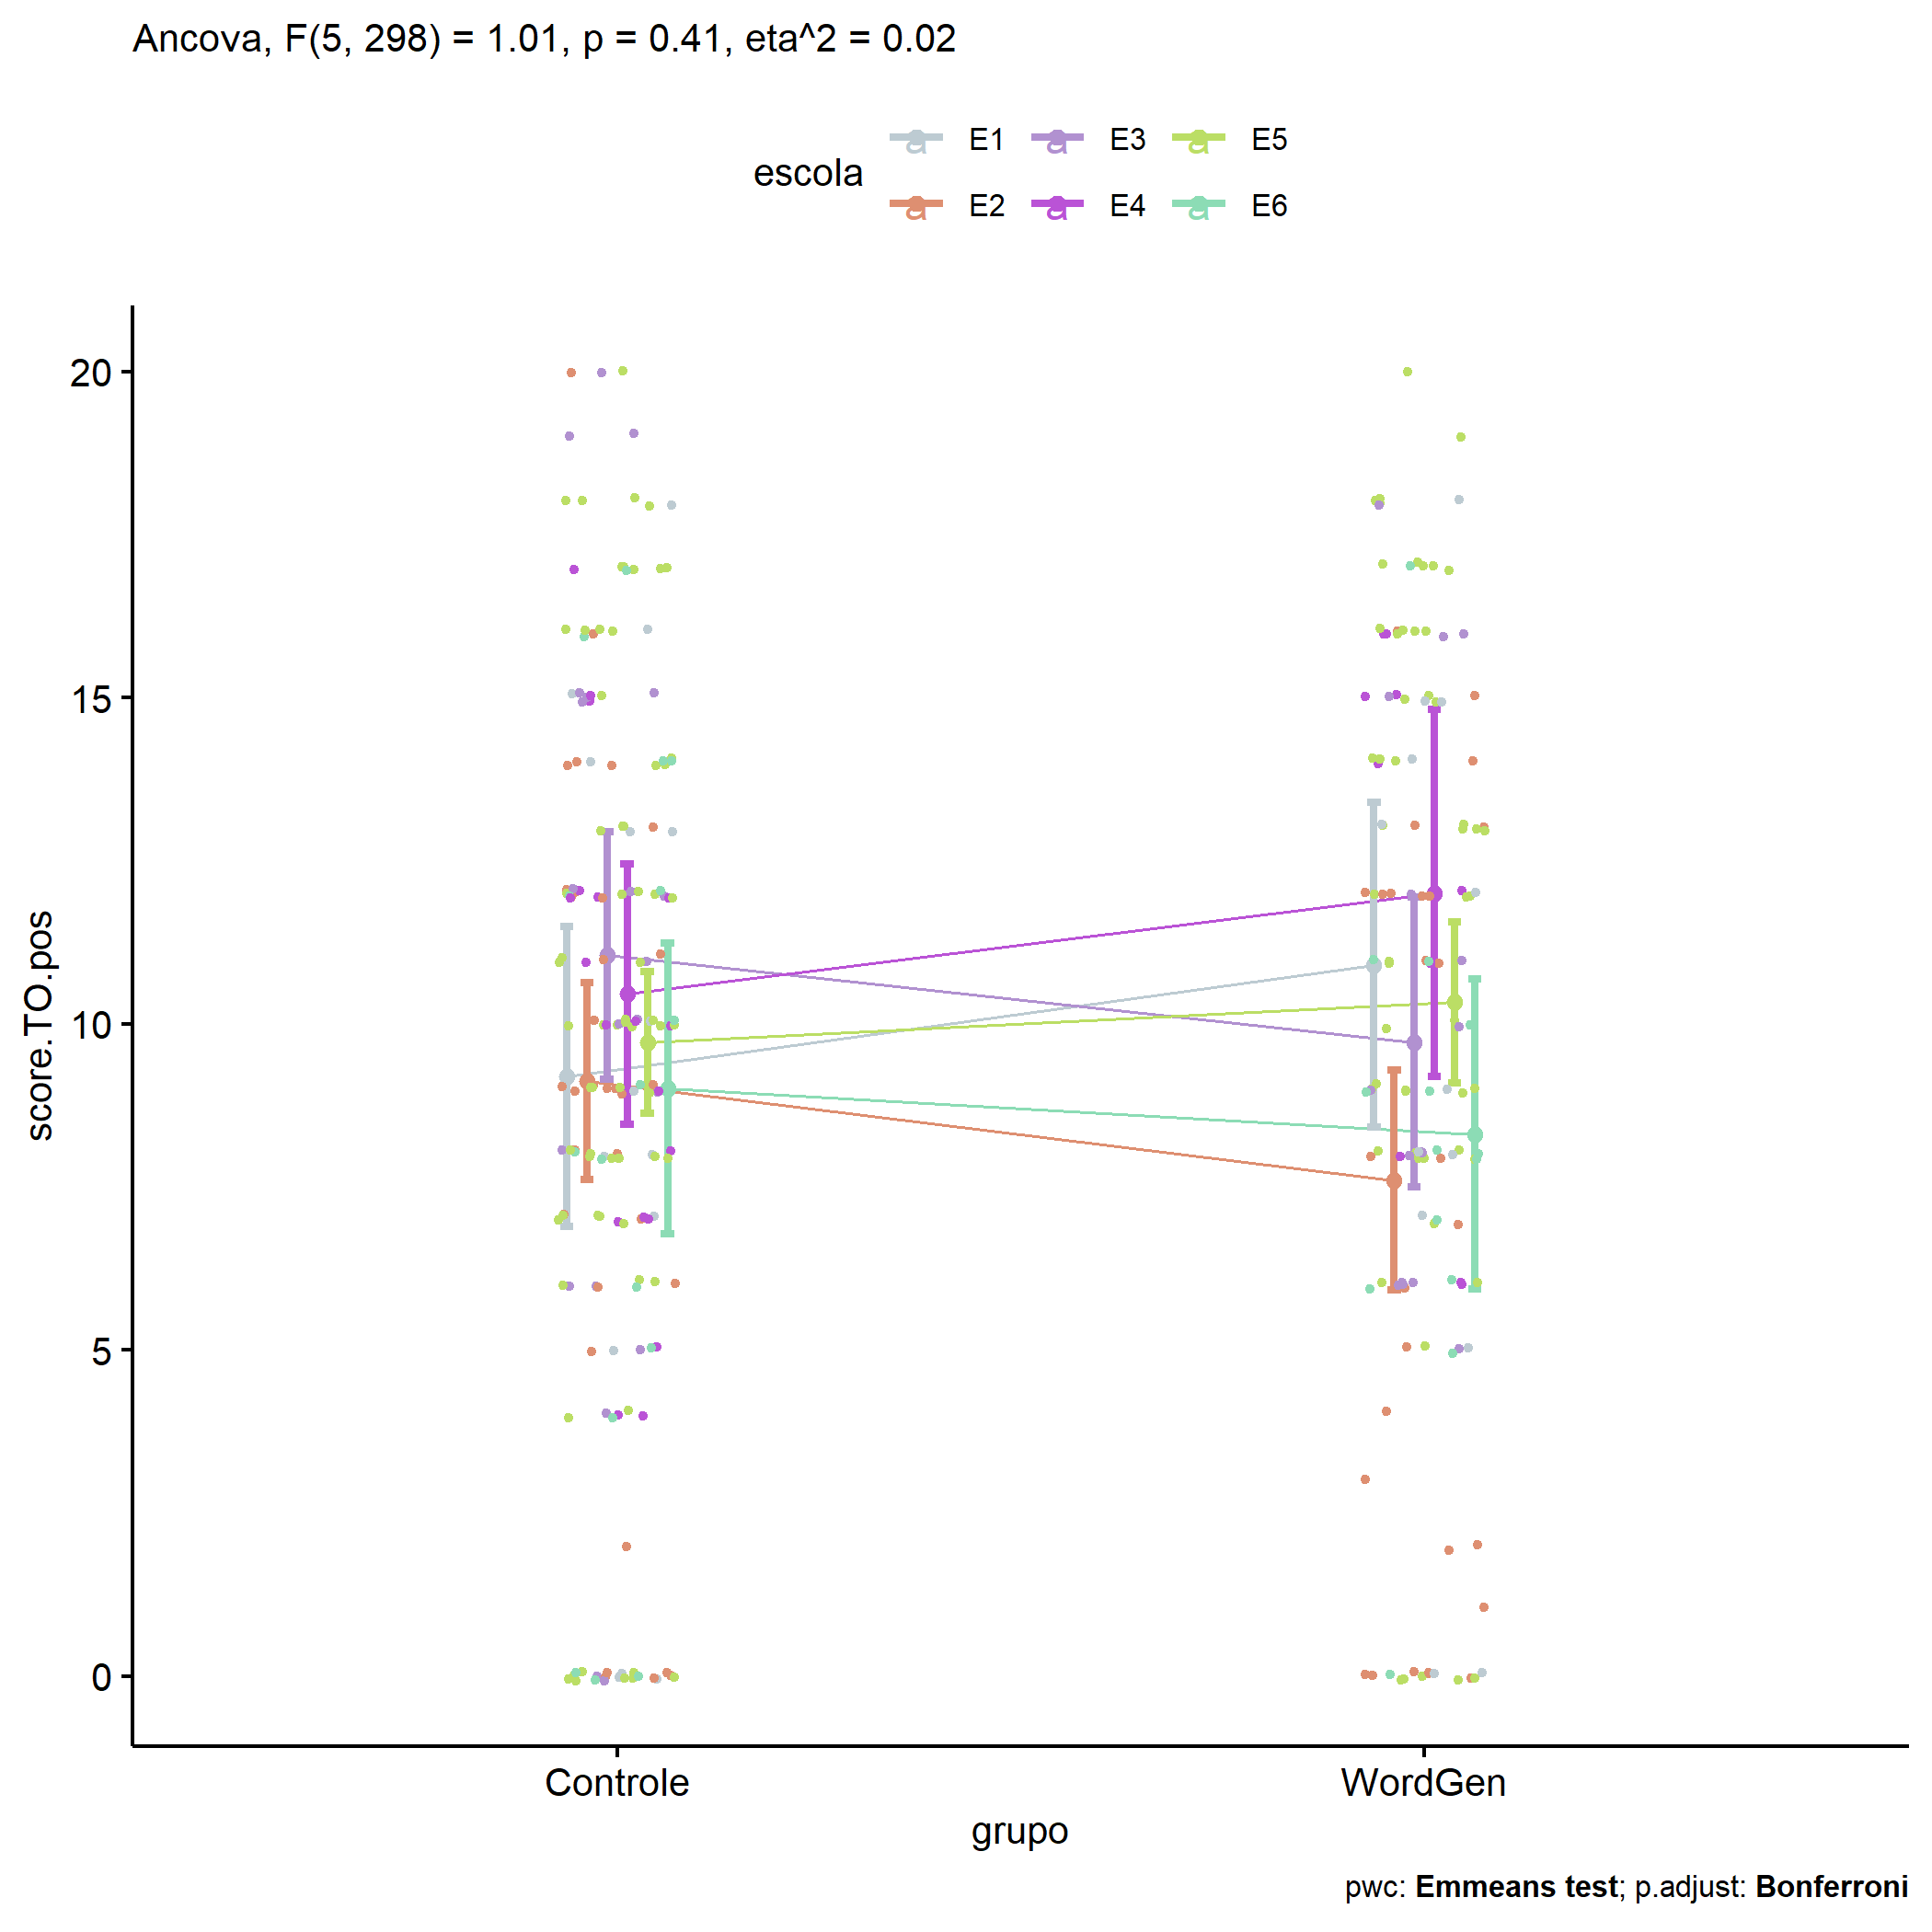 Ancova, F(5, 298) = 1.01, p = 0.41, eta^2 = 0.02
escola
a E1 a E3 a E5
a E2 a E4 a E6
score.TO.pos
20
15
10
5
0
Controle WordGen
grupo
pwc: Emmeans test; p.adjust: Bonferroni